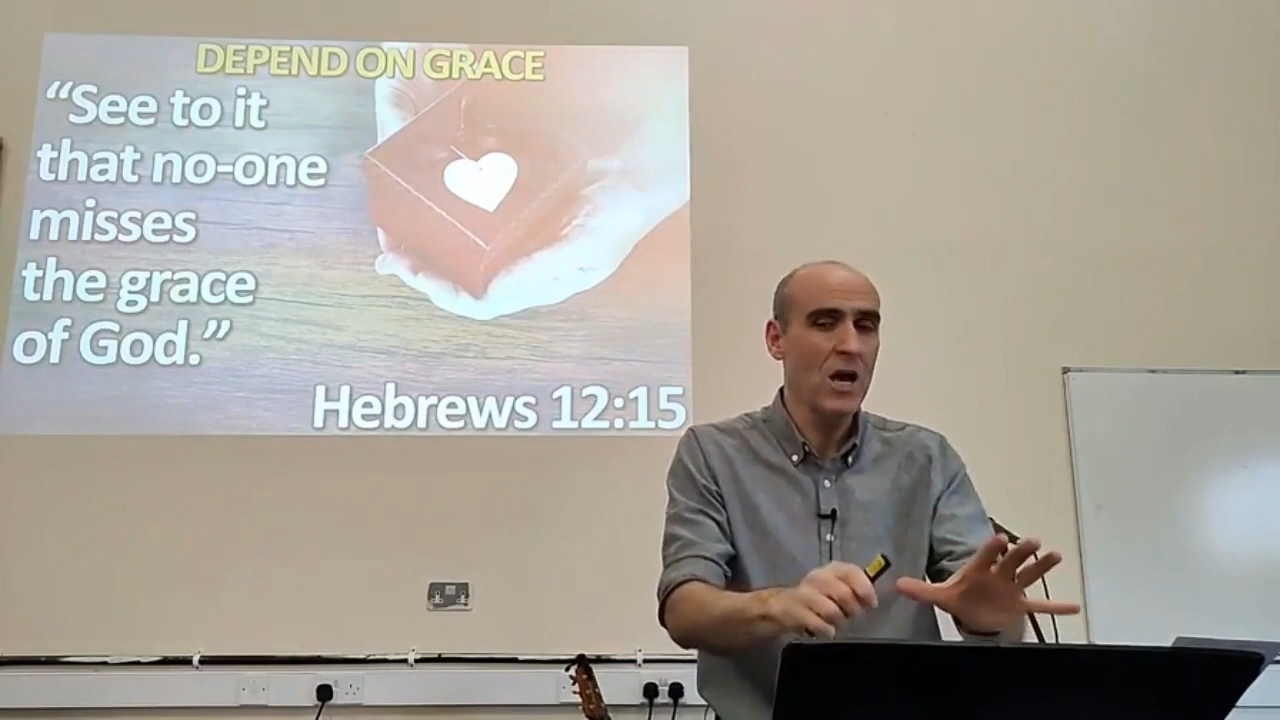 DEPEND ON GRACE
“See to it
that no-one
misses
the grace
of God.”
Hebrews 12:15